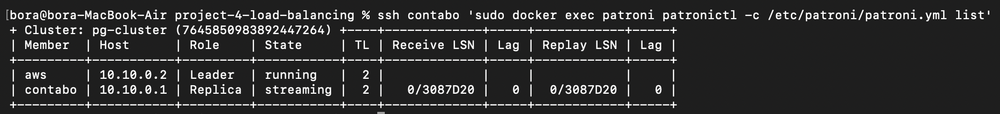 [bora@bora-MacBook-Air project-4-load-balancing % ssh contabo 'sudo docker exec patroni patronictl -c /etc/patroni/patroni.yml list'
+ Cluster: pg-cluster (7645850983892447264) +----+-------------+-----+------------+-----+
| Member  | Host      | Role    | State     | TL | Receive LSN | Lag | Replay LSN | Lag |
+---------+-----------+---------+-----------+----+-------------+-----+------------+-----+
| aws     | 10.10.0.2 | Leader  | running   |  2 |             |     |            |     |
| contabo | 10.10.0.1 | Replica | streaming |  2 |   0/3087D20 |   0 |  0/3087D20 |   0 |
+---------+-----------+---------+-----------+----+-------------+-----+------------+-----+